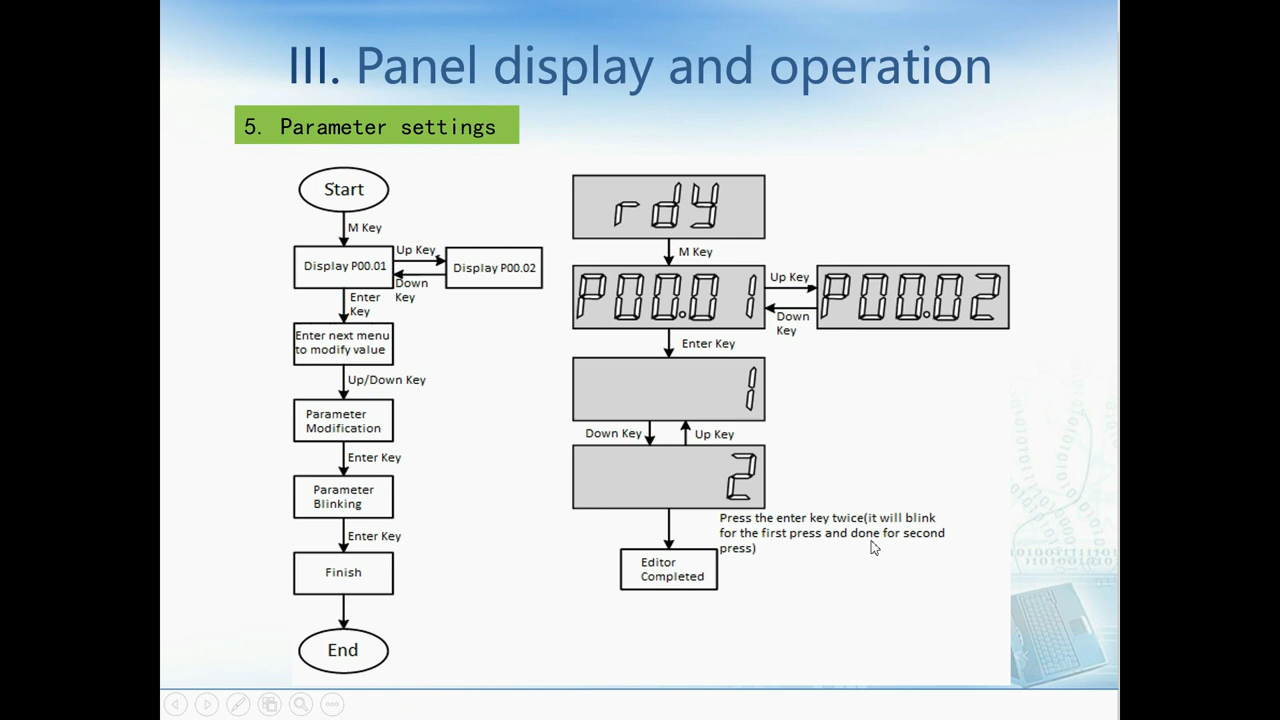 III. Panel display and operation
5. Parameter settings
Start
M Key
Display P00.01
Up Key
Down
Key
Display P00.02
Enter
Key
Enter next menu
to modify value
Up/Down Key
Parameter
Modification
Enter Key
Parameter
Blinking
Enter Key
Finish
End
rdy
M Key
P00.01
Up Key
Down
Key
P00.02
Enter Key
1
Down Key
Up Key
2
Press the enter key twice(it will blink
for the first press and done for second
press)
Editor
Completed